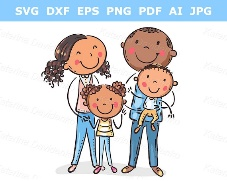 SVG DXF EPS PNG PDF AI JPG